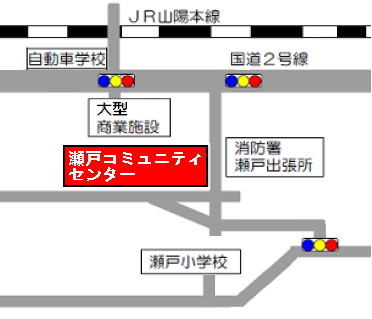 JR山陽本線
自動車学校
国道2号線
大型
商業施設
消防署
瀬戸出張所
瀬戸コミュニティ
センター
瀬戸小学校